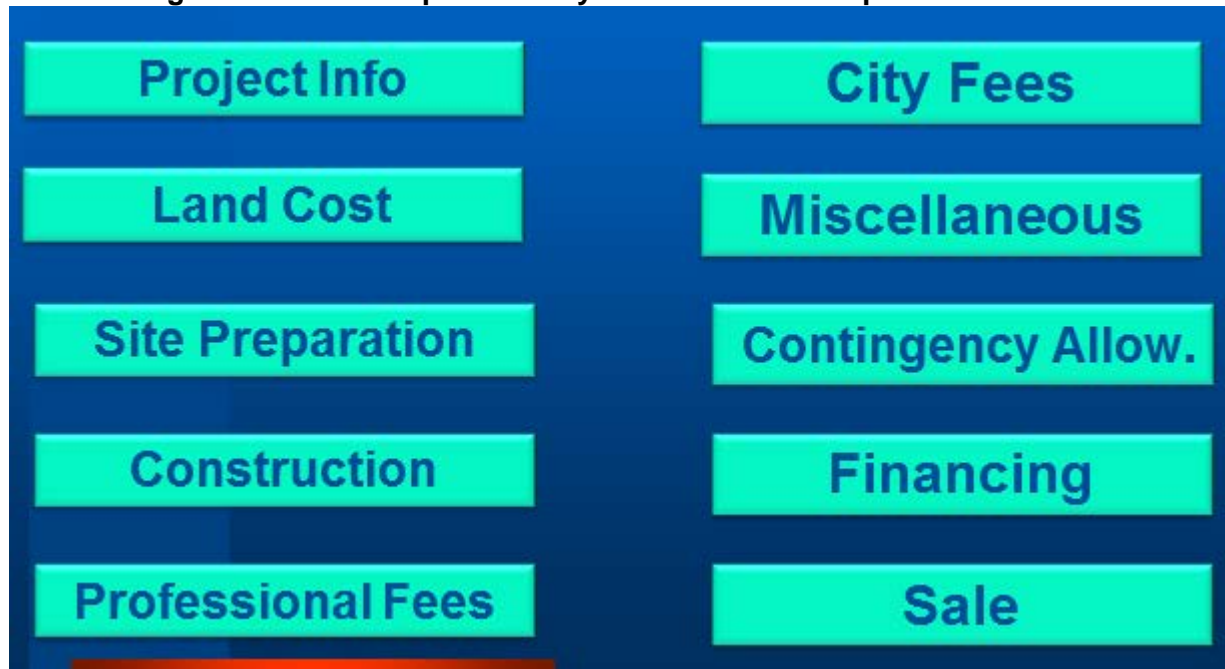 Project Info
Land Cost
Site Preparation
Construction
Professional Fees
City Fees
Miscellaneous
Contingency Allow.
Financing
Sale